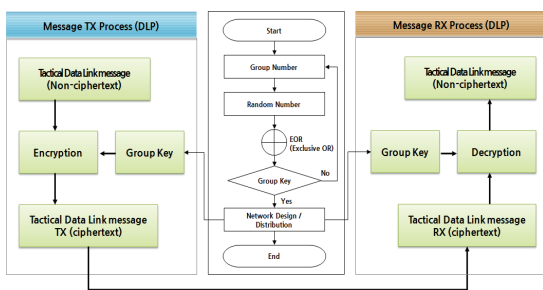 Message TX Process (DLP)
Tactical Data Link message
(Non-ciphertext)
Encryption
Group Key
Tactical Data Link message
TX (ciphertext)
Start
Group Number
Random Number
EOR
(Exclusive OR)
Group Key
No
Yes
Network Design /
Distribution
End
Message RX Process (DLP)
Tactical Data Link message
(Non-ciphertext)
Group Key
Decryption
Tactical Data Link message
RX (ciphertext)